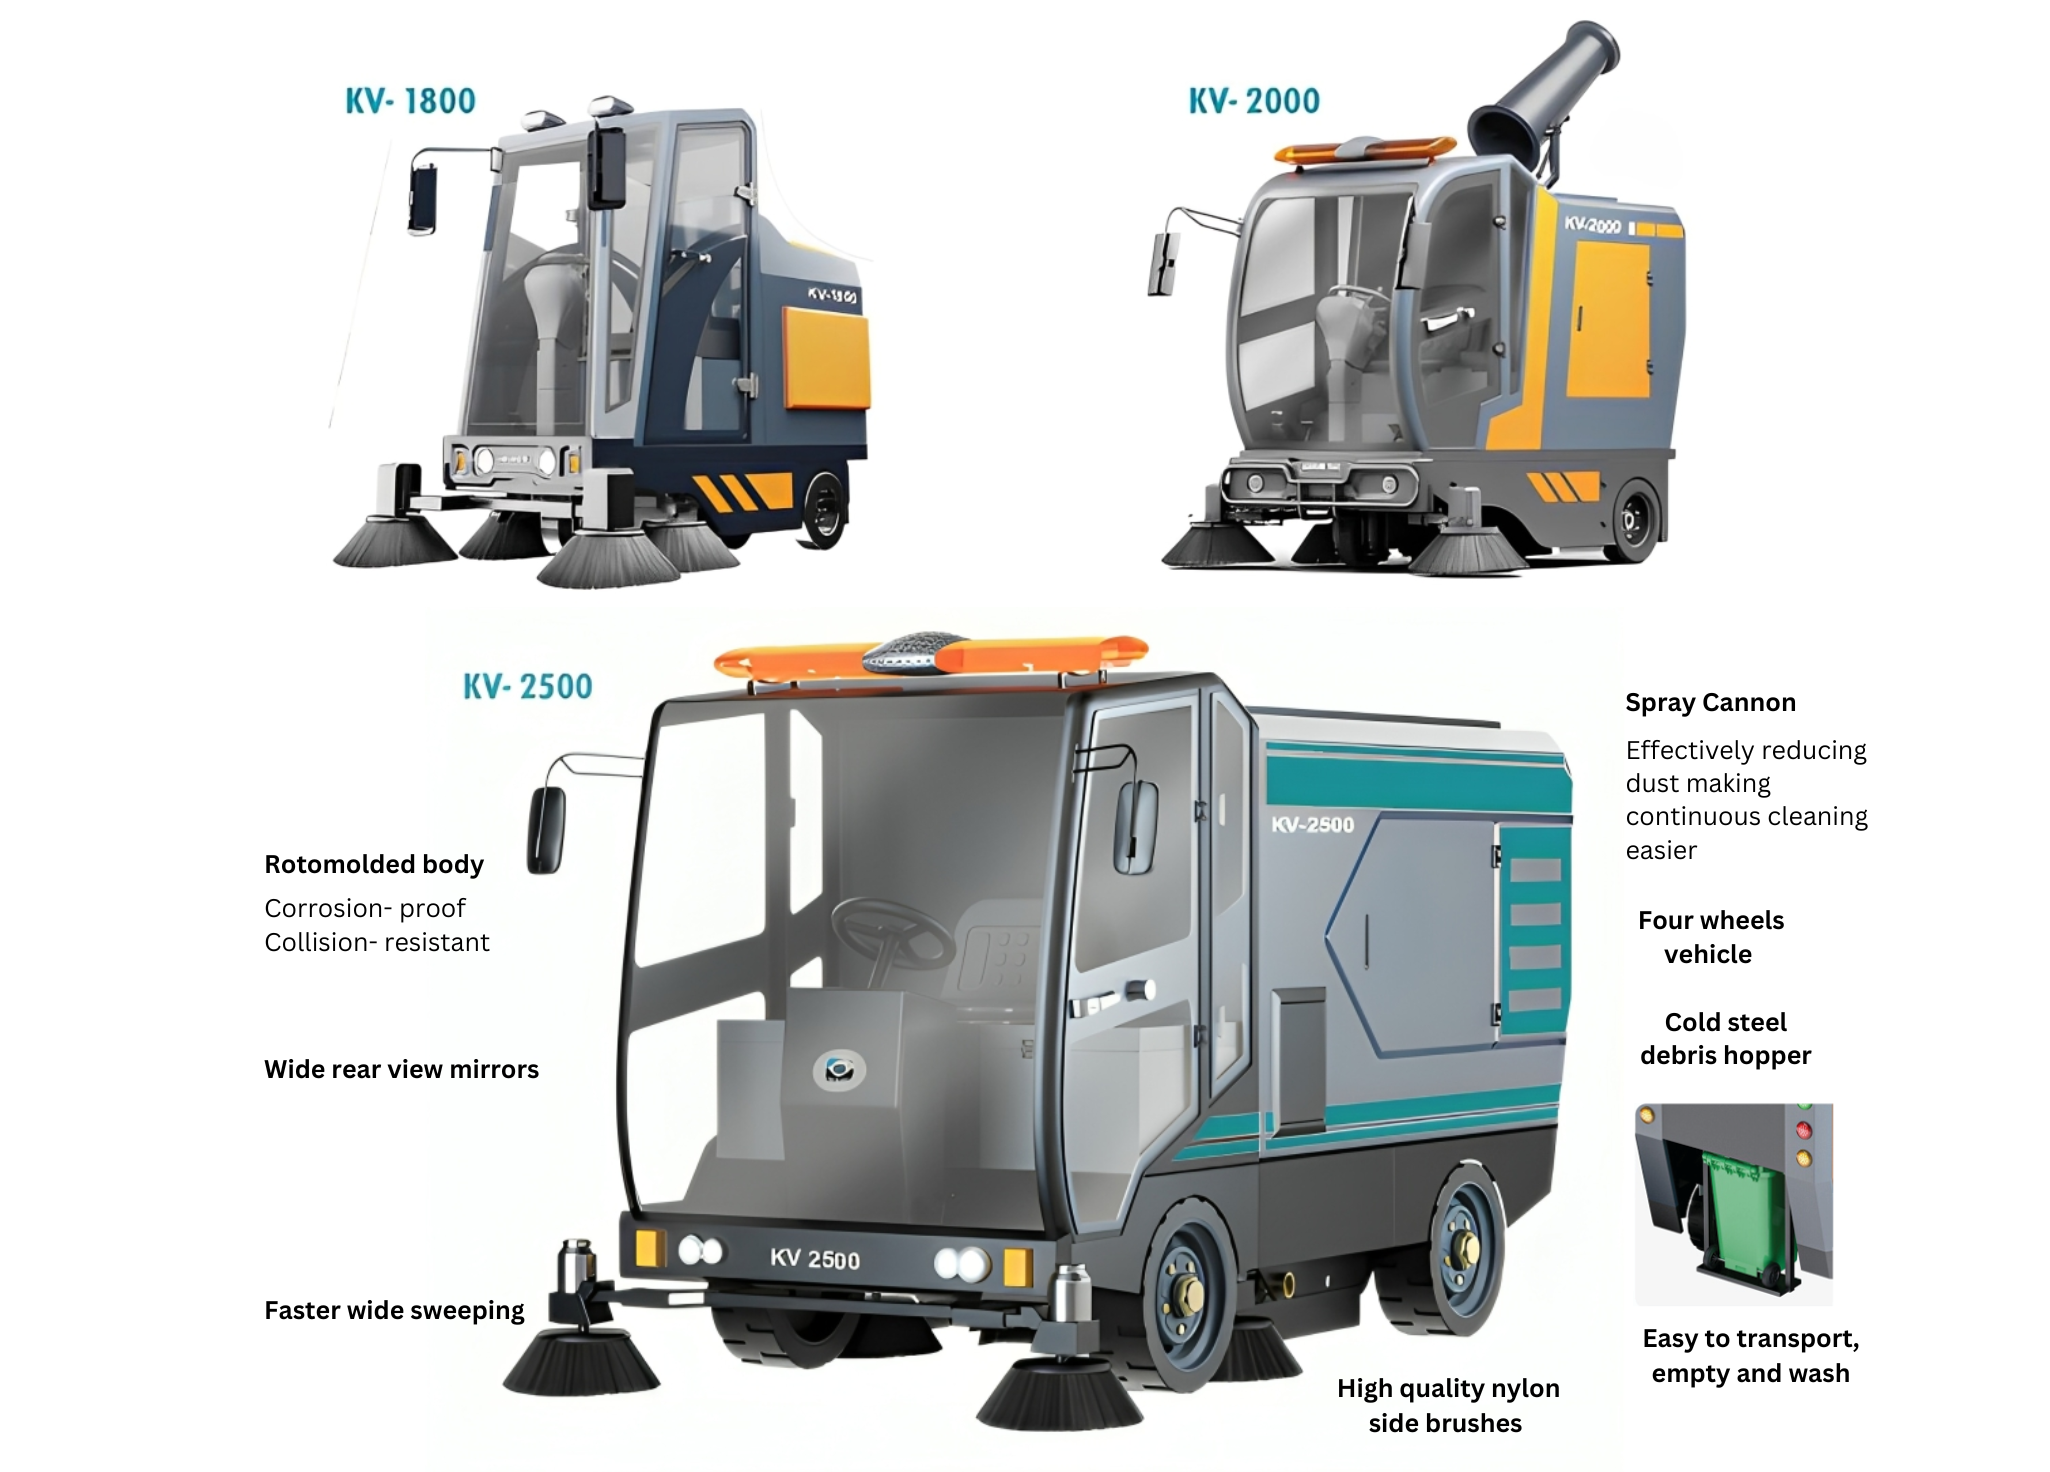 KV- 1800
KV- 2000
KV-2000
KV-1800
KV- 2500
Spray Cannon
Effectively reducing
dust making
continuous cleaning
easier
KV-2500
Rotomolded body
Corrosion- proof
Collision- resistant
Four wheels
vehicle
Cold steel
debris hopper
Wide rear view mirrors
KV 2500
Faster wide sweeping
Easy to transport,
empty and wash
High quality nylon
side brushes